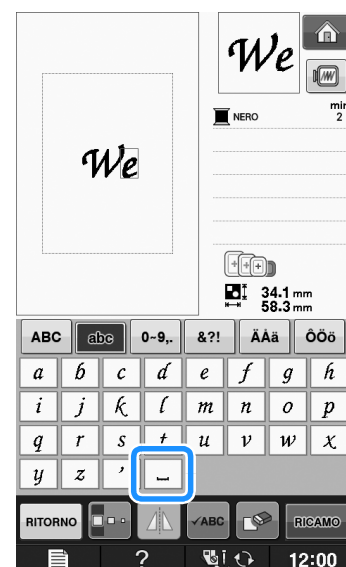 We
We
min
NERO 2
34.1 mm
58.3 mm
ABC abc 0~9,. &?! ÄÅä ÔÖö
a b c d e f g h
i j k l m n o p
q r s t u v w x
y z ' ⎵
RITORNO ✓ABC RICAMO
? 12:00